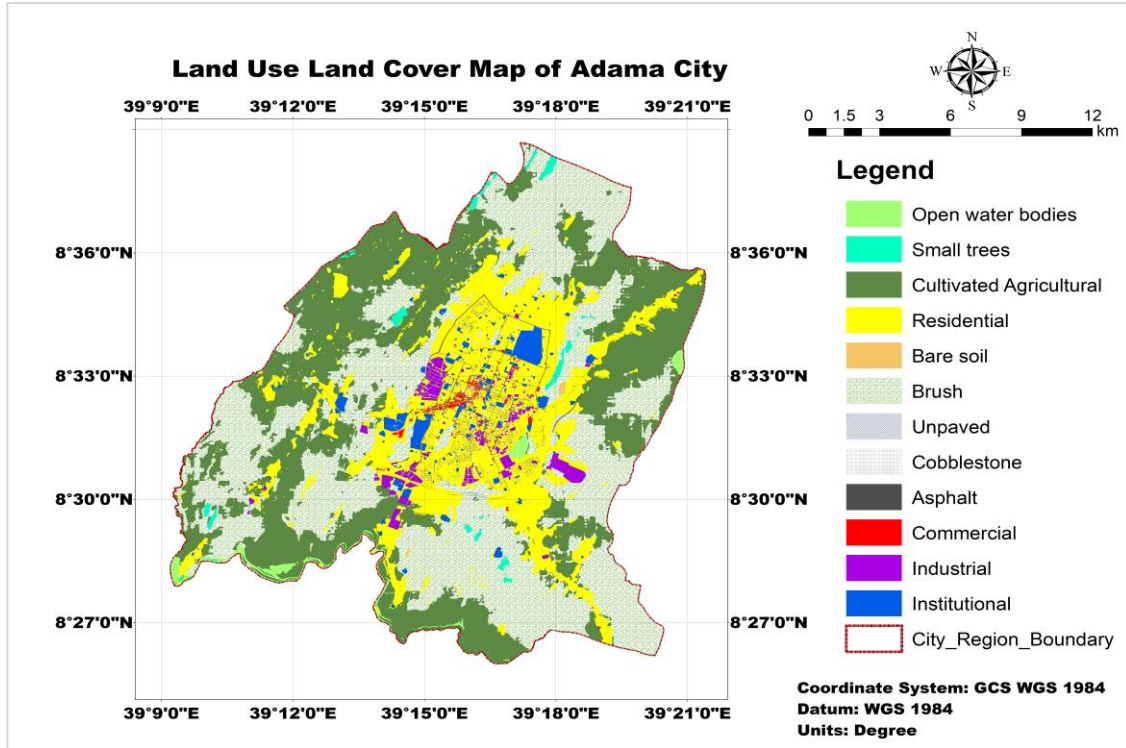 Land Use Land Cover Map of Adama City
N
W E
S
0 1.5 3 6 9 12
km
39°9'0"E 39°12'0"E 39°15'0"E 39°18'0"E 39°21'0"E
Legend
Open water bodies
Small trees
8°36'0"N 8°36'0"N
Cultivated Agricultural
Residential
Bare soil
8°33'0"N 8°33'0"N
Brush
Unpaved
Cobblestone
8°30'0"N 8°30'0"N
Asphalt
Commercial
Industrial
Institutional
8°27'0"N 8°27'0"N
City_Region_Boundary
39°9'0"E 39°12'0"E 39°15'0"E 39°18'0"E 39°21'0"E
Coordinate System: GCS WGS 1984
Datum: WGS 1984
Units: Degree